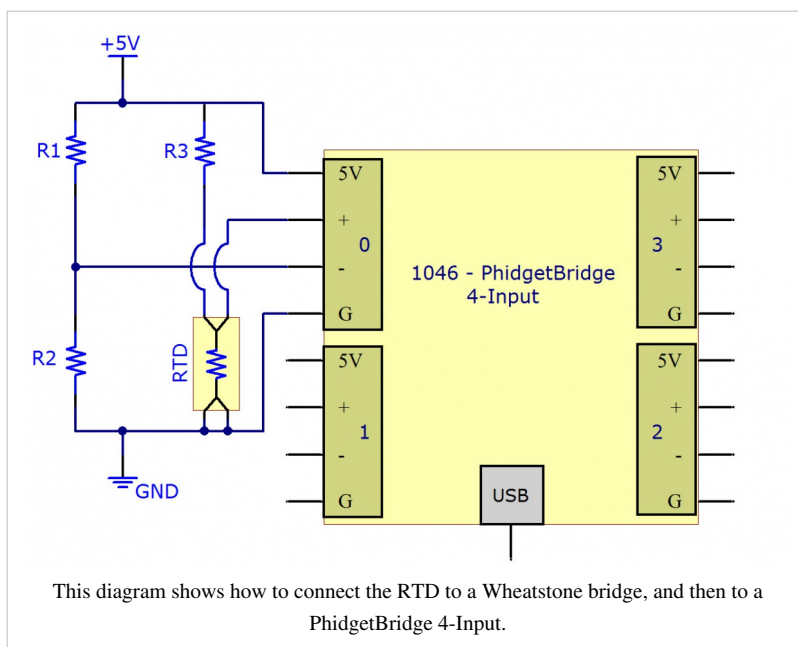 +5V
R1
R3
5V
+
0
-
G
5V
+
3
-
G
1046 - PhidgetBridge
4-Input
R2
RTD
5V
+
1
-
G
5V
+
2
-
G
USB
GND
This diagram shows how to connect the RTD to a Wheatstone bridge, and then to a
PhidgetBridge 4-Input.